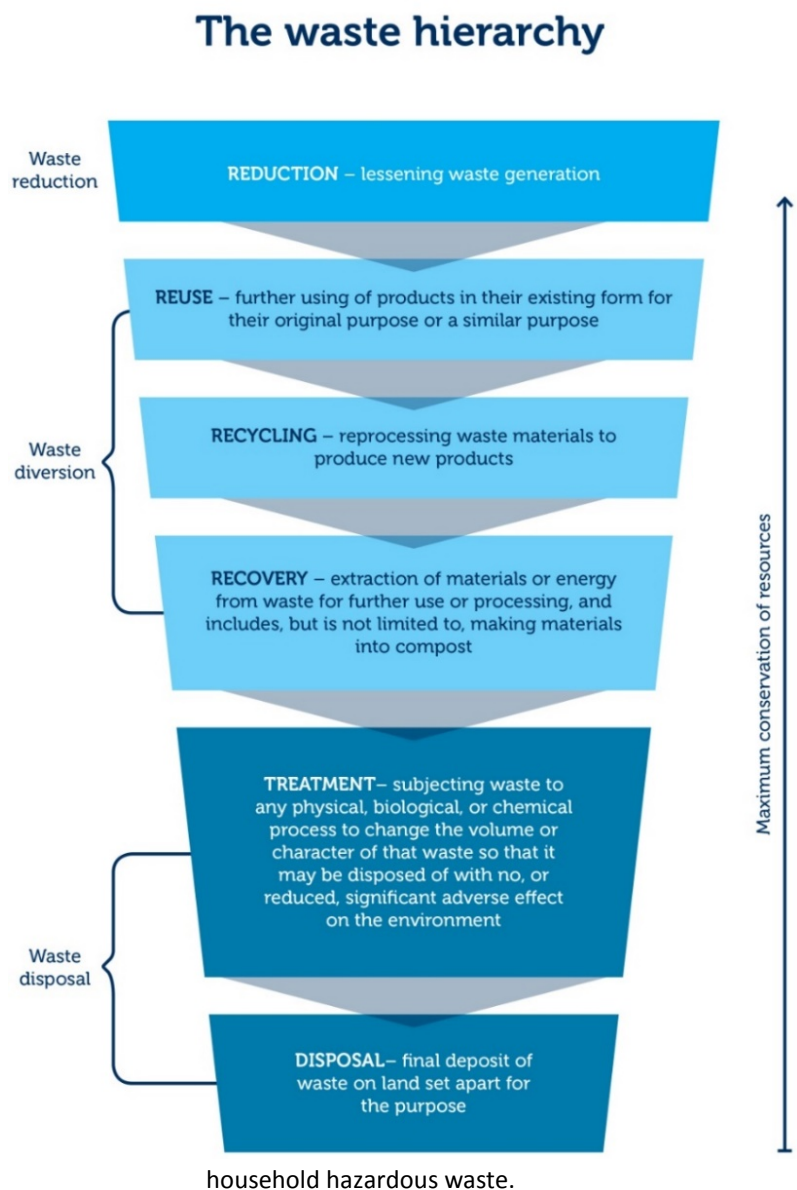 The waste hierarchy
Waste
reduction
REDUCTION – lessening waste generation
REUSE – further using of products in their existing form for
their original purpose or a similar purpose
Waste
diversion
RECYCLING – reprocessing waste materials to
produce new products
RECOVERY – extraction of materials or energy
from waste for further use or processing, and
includes, but is not limited to, making materials
into compost
Maximum conservation of resources
TREATMENT– subjecting waste to
any physical, biological, or chemical
process to change the volume or
character of that waste so that it
may be disposed of with no, or
reduced, significant adverse effect
on the environment
Waste
disposal
DISPOSAL– final deposit of
waste on land set apart for
the purpose
household hazardous waste.